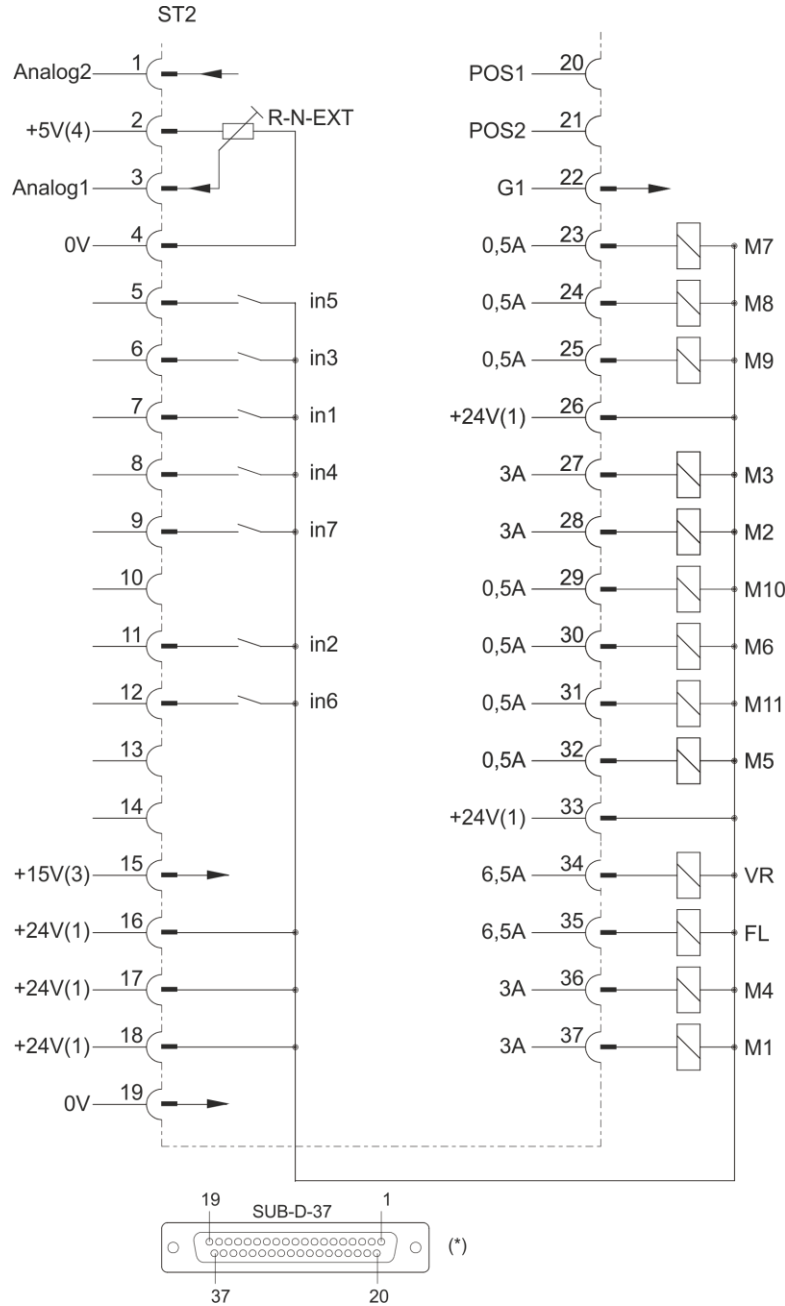 ST2
Analog2 1
+5V(4) 2 R-N-EXT
Analog1 3
0V 4
5 in5
6 in3
7 in1
8 in4
9 in7
10
11 in2
12 in6
13
14
+15V(3) 15
+24V(1) 16
+24V(1) 17
+24V(1) 18
0V 19
POS1 20
POS2 21
G1 22
0,5A 23 M7
0,5A 24 M8
0,5A 25 M9
+24V(1) 26
3A 27 M3
3A 28 M2
0,5A 29 M10
0,5A 30 M6
0,5A 31 M11
0,5A 32 M5
+24V(1) 33
6,5A 34 VR
6,5A 35 FL
3A 36 M4
3A 37 M1
19 SUB-D-37 1
(*)
37 20